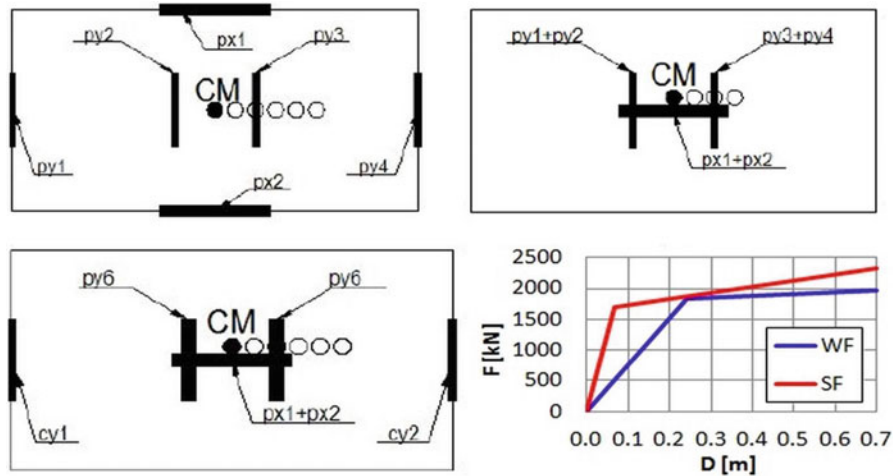 px1
py2
py3
CM
py1
py4
px2
py1+py2
py3+py4
CM
px1+px2
py6
py6
CM
px1+px2
cy1
cy2
2500
2000
1500
1000
500
0
F[kN]
WF
SF
0.0 0.1 0.2 0.3 0.4 0.5 0.6 0.7
D [m]